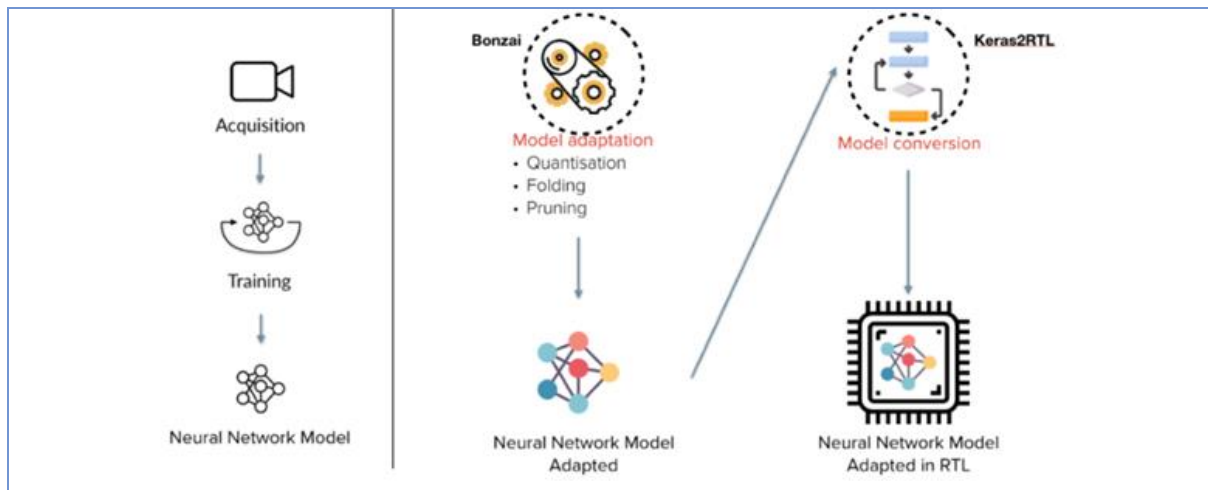 Acquisition
Training
Neural Network Model
Bonzai
Model adaptation
• Quantisation
• Folding
• Pruning
Neural Network Model
Adapted
Keras2RTL
Model conversion
Neural Network Model
Adapted in RTL